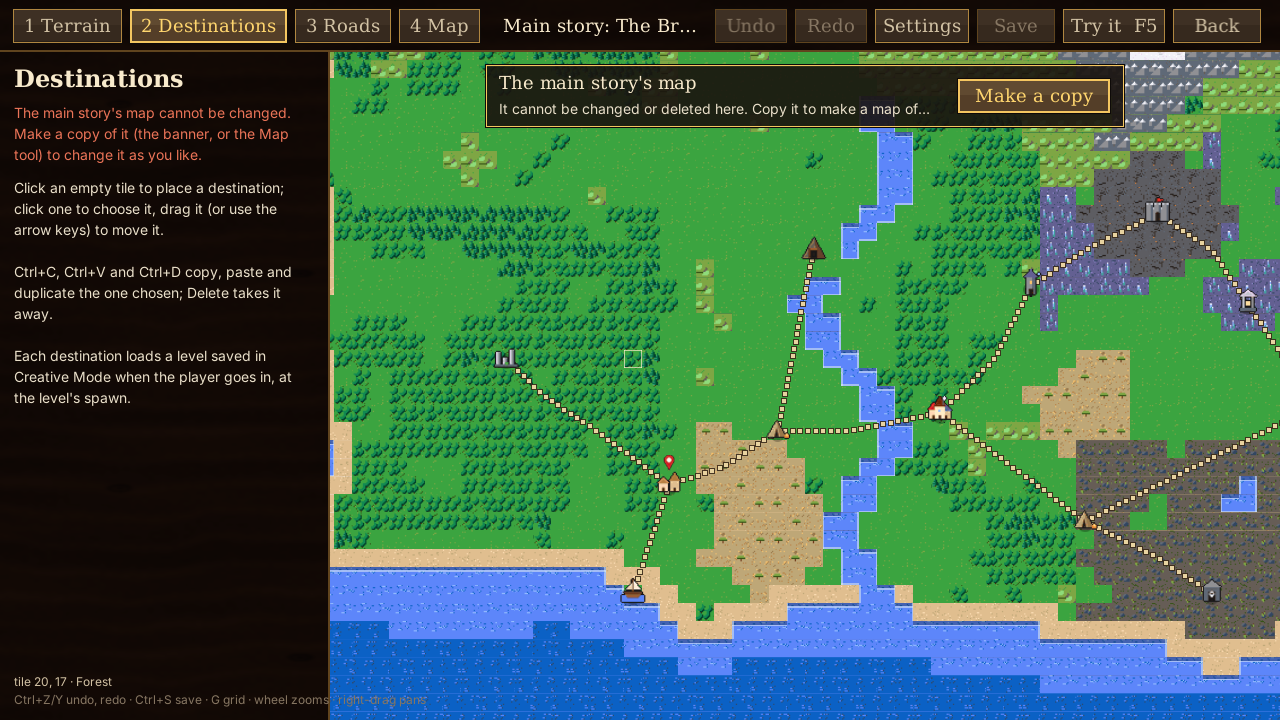 1 Terrain
2 Destinations
3 Roads
4 Map
Main story: The Br...
Undo
Redo
Settings
Save
Try it F5
Back
Destinations
The main story's map cannot be changed.
Make a copy of it (the banner, or the Map
tool) to change it as you like.
Click an empty tile to place a destination;
click one to choose it, drag it (or use the
arrow keys) to move it.
Ctrl+C, Ctrl+V and Ctrl+D copy, paste and
duplicate the one chosen; Delete takes it
away.
Each destination loads a level saved in
Creative Mode when the player goes in, at
the level's spawn.
The main story's map
It cannot be changed or deleted here. Copy it to make a map of...
Make a copy
tile 20, 17 · Forest
Ctrl+Z/Y undo, redo · Ctrl+S save · G grid · wheel zooms · right-drag pans